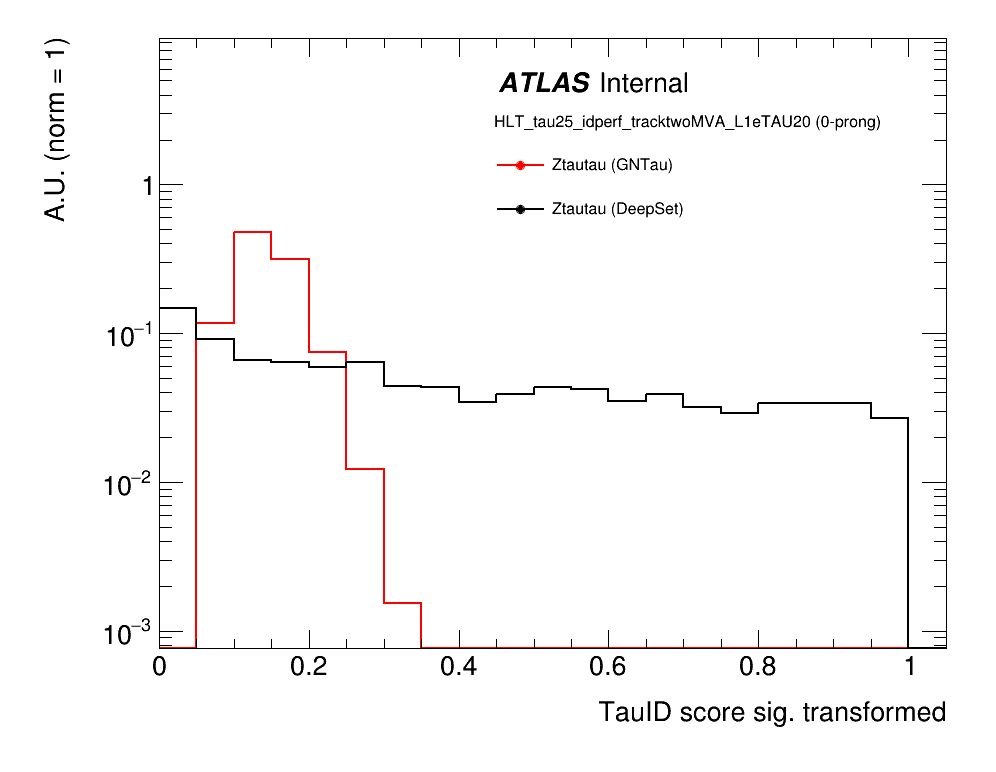 A.U. (norm = 1)
ATLAS Internal
HLT_tau25_idperf_tracktwoMVA_L1eTAU20 (0-prong)
Ztautau (GNTau)
Ztautau (DeepSet)
1
10⁻¹
10⁻²
10⁻³
0 0.2 0.4 0.6 0.8 1
TauID score sig. transformed